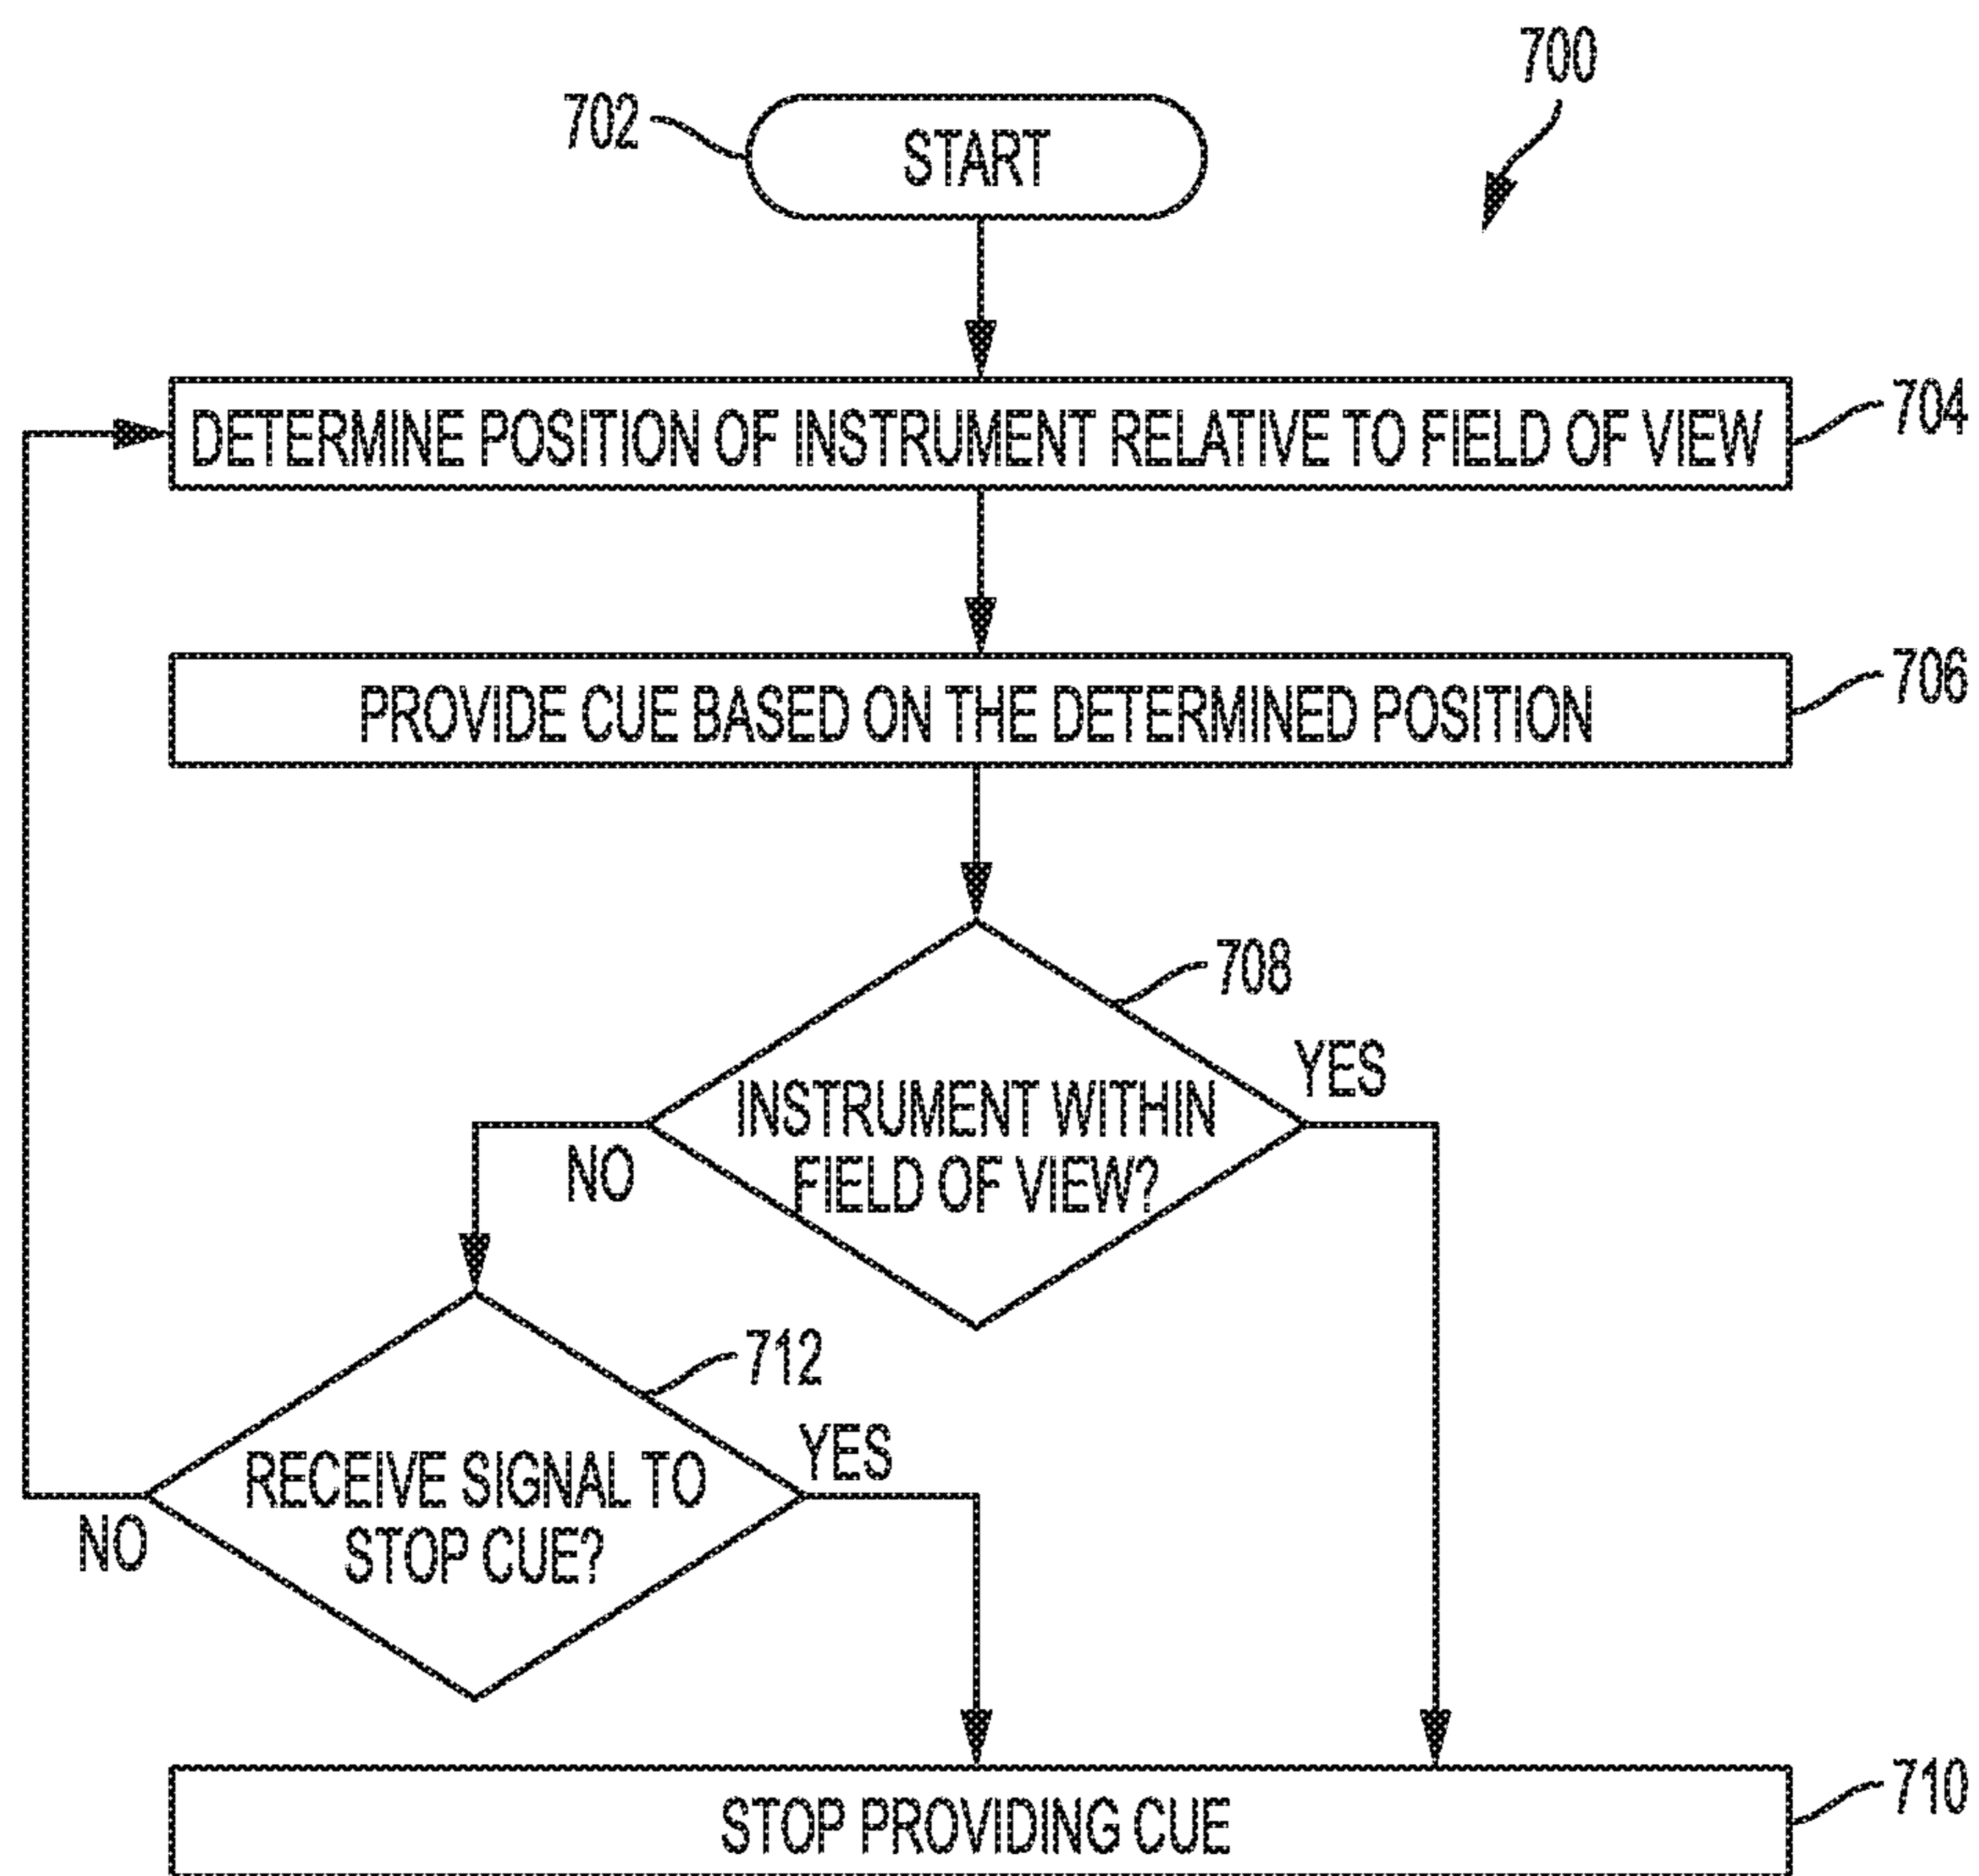 700
702
START
DETERMINE POSITION OF INSTRUMENT RELATIVE TO FIELD OF VIEW
704
PROVIDE CUE BASED ON THE DETERMINED POSITION
706
708
YES
INSTRUMENT WITHIN
FIELD OF VIEW?
NO
712
YES
RECEIVE SIGNAL TO
STOP CUE?
NO
STOP PROVIDING CUE
710